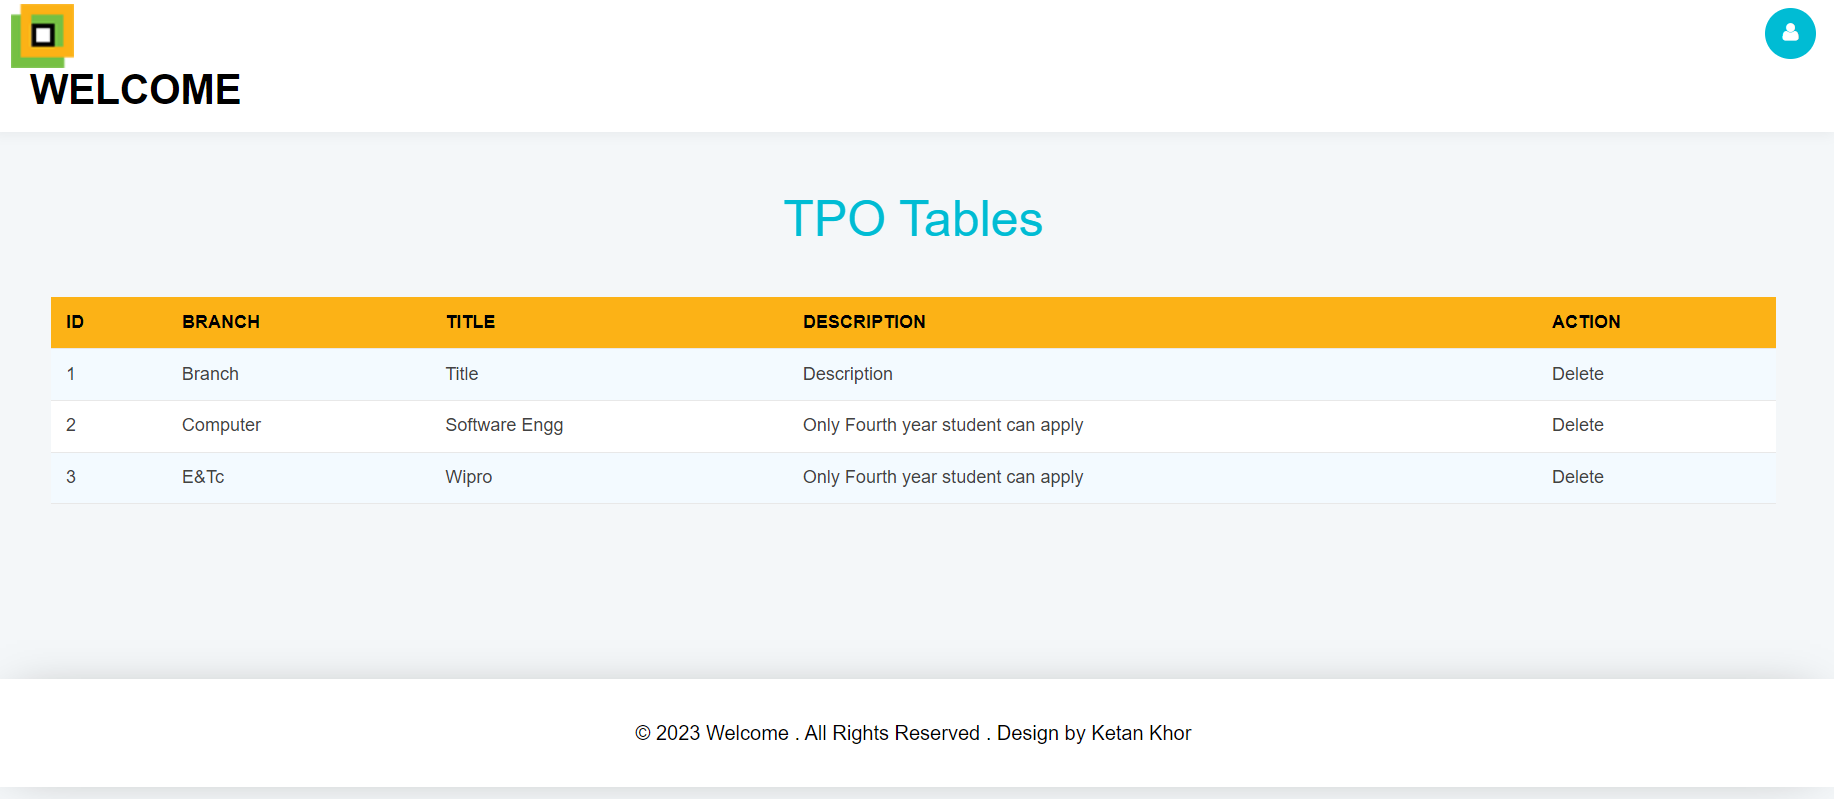 WELCOME
TPO Tables
ID BRANCH TITLE DESCRIPTION ACTION
1 Branch Title Description Delete
2 Computer Software Engg Only Fourth year student can apply Delete
3 E&Tc Wipro Only Fourth year student can apply Delete
© 2023 Welcome . All Rights Reserved . Design by Ketan Khor